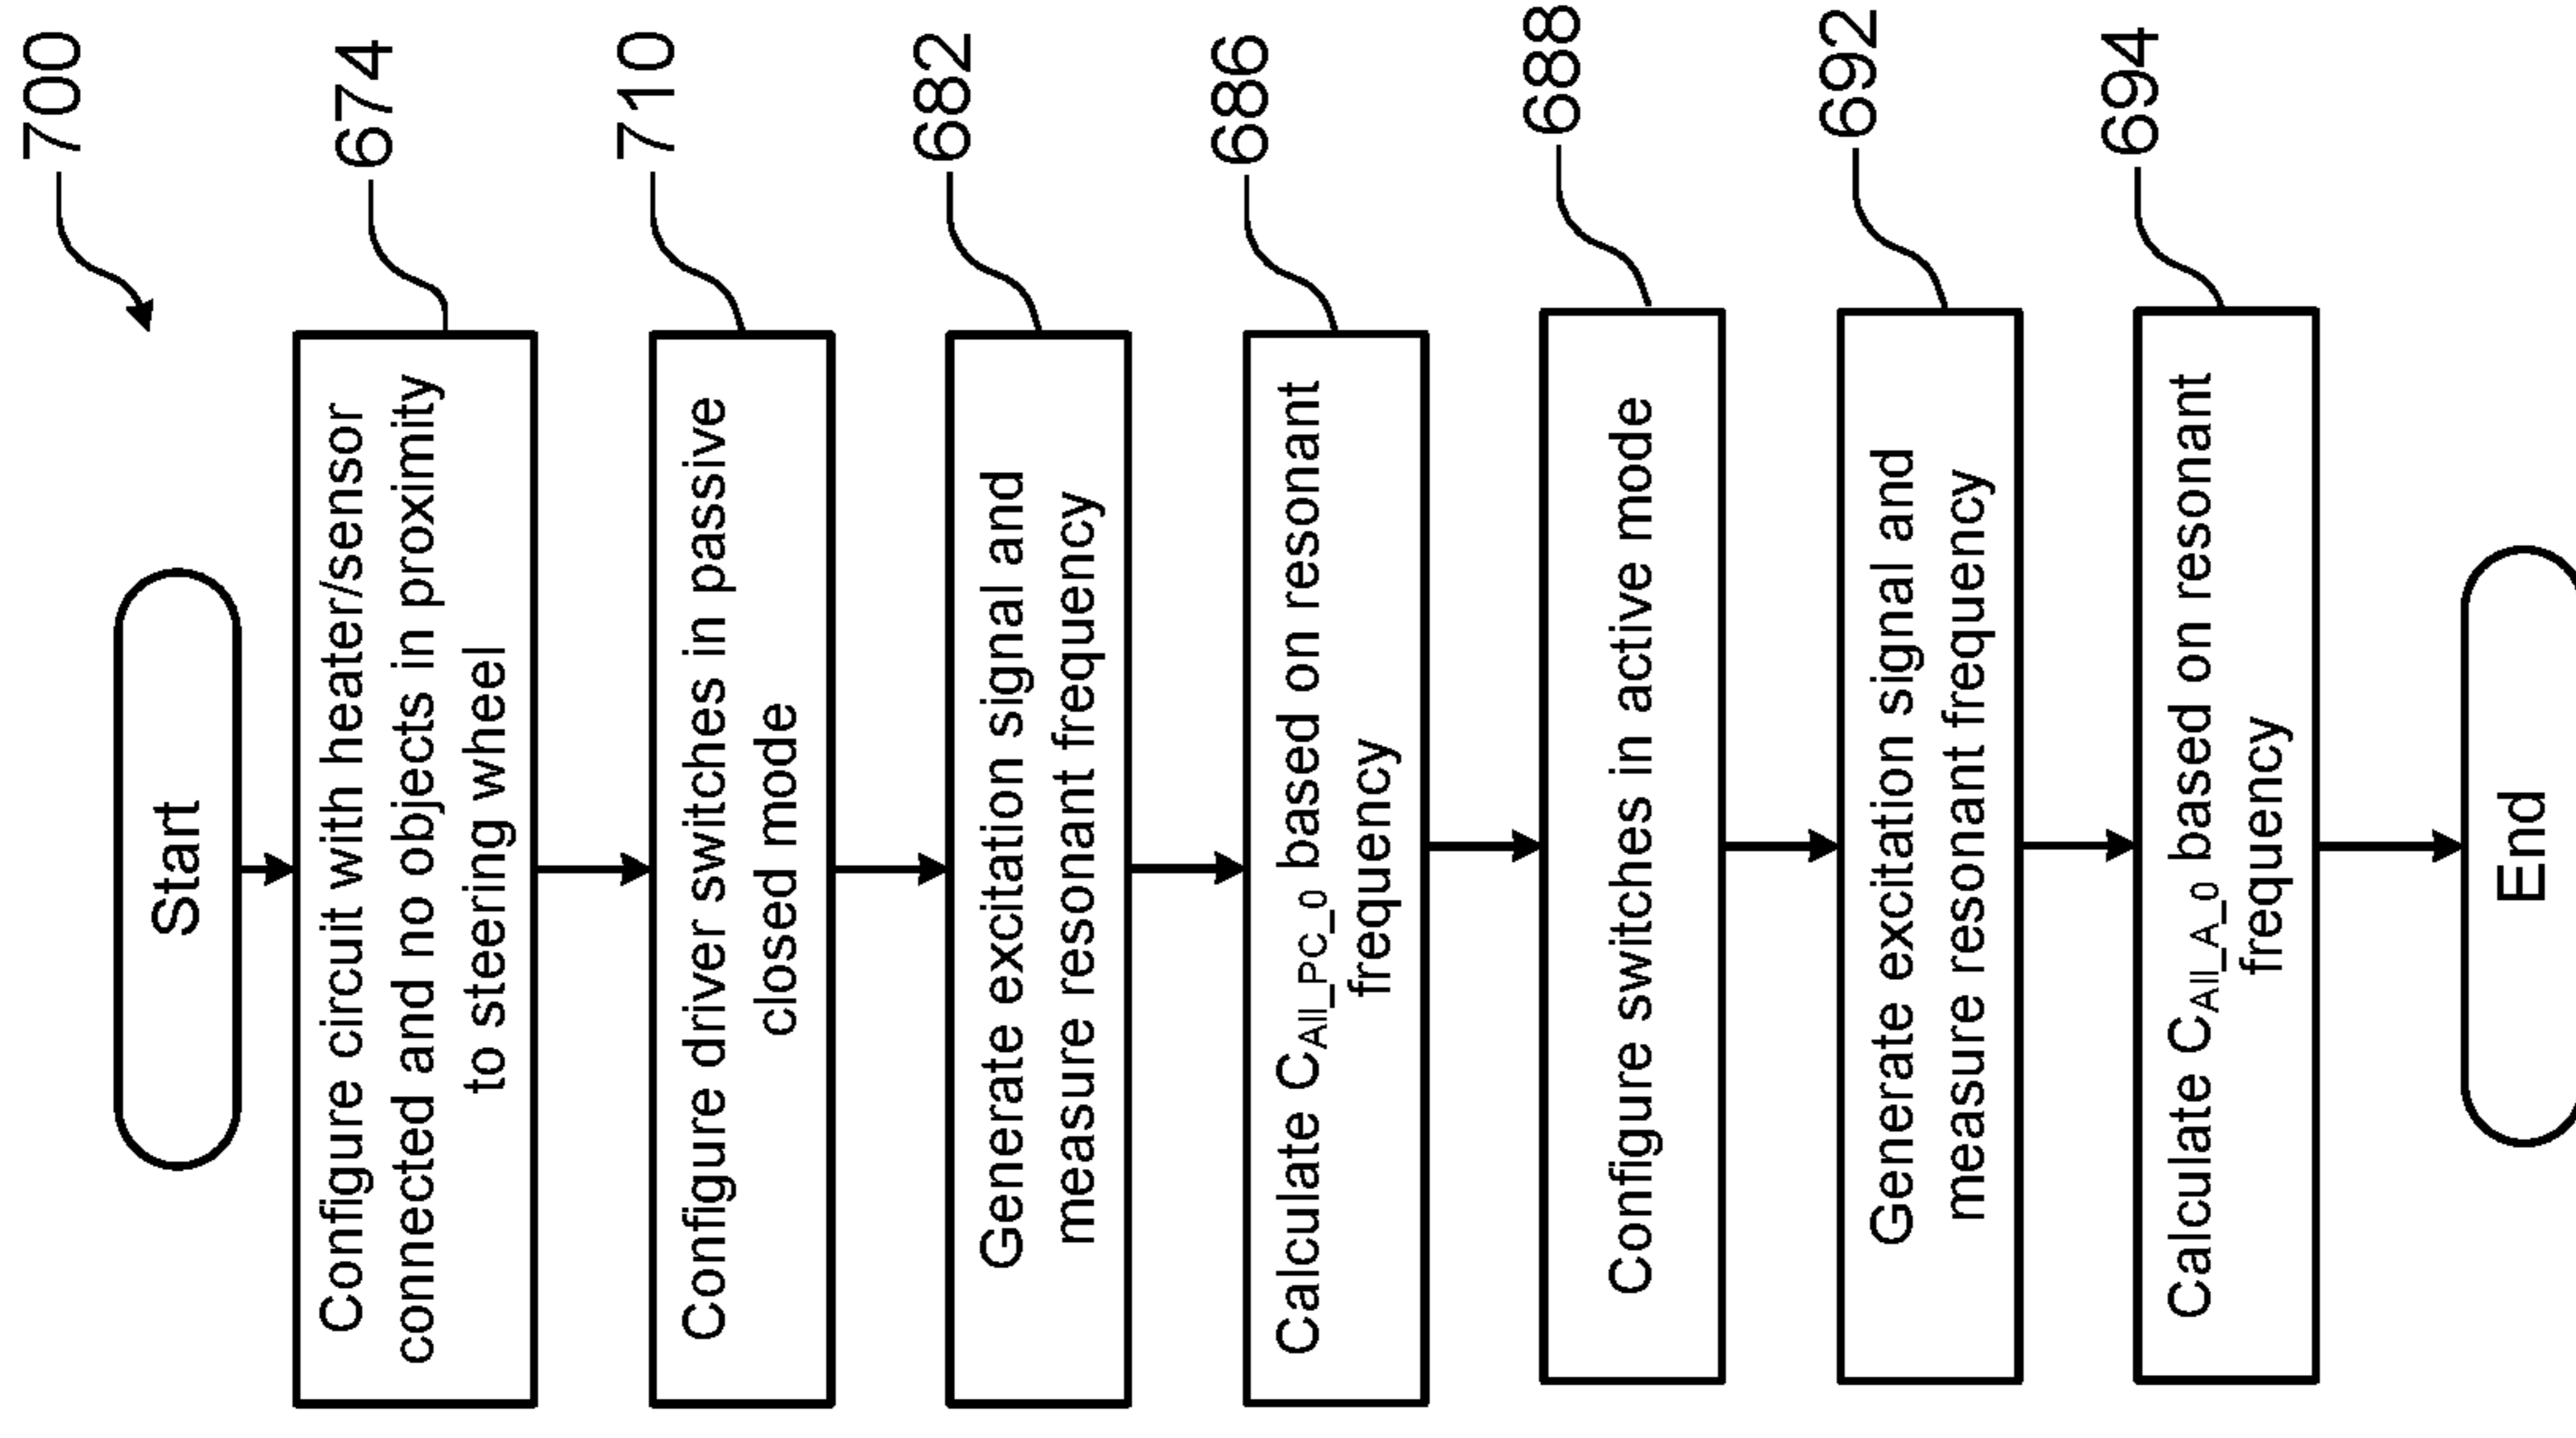 700
Start
Configure circuit with heater/sensor
connected and no objects in proximity
to steering wheel
674
Configure driver switches in passive
closed mode
710
Generate excitation signal and
measure resonant frequency
682
Calculate CAll_PC_0 based on resonant
frequency
686
Configure switches in active mode
688
Generate excitation signal and
measure resonant frequency
692
Calculate CAll_A_0 based on resonant
frequency
694
End